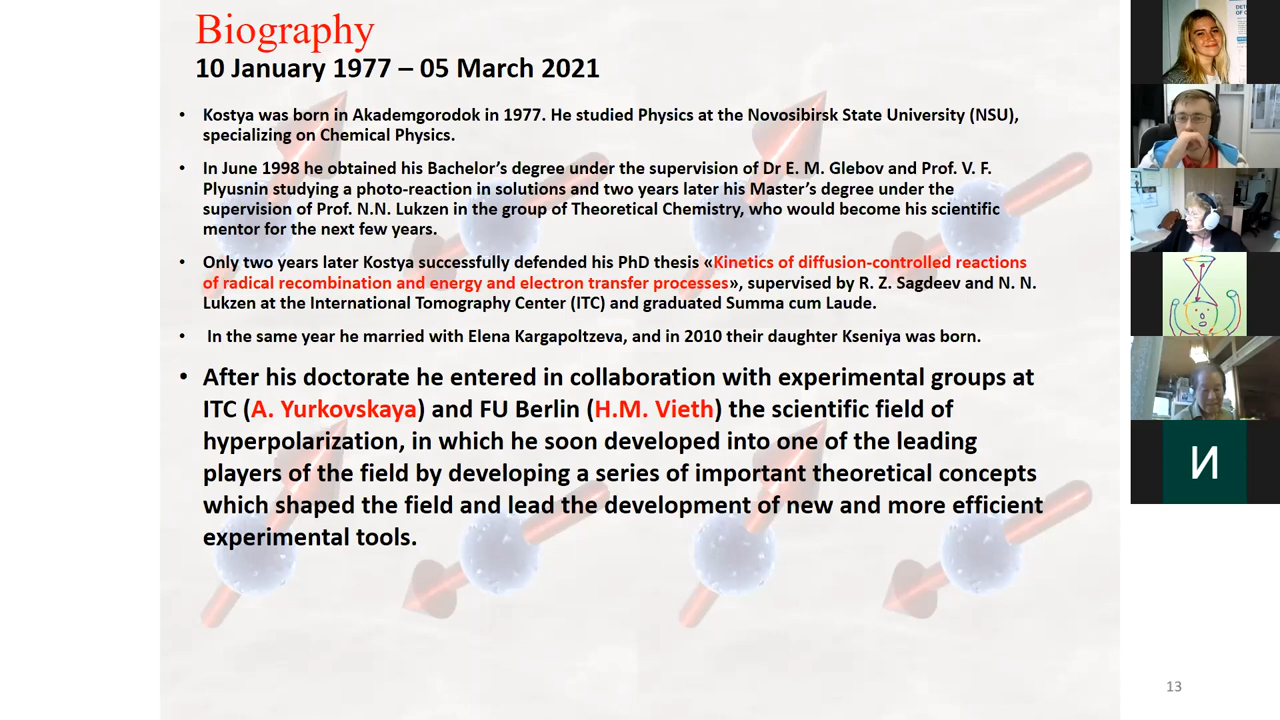 Biography
10 January 1977 – 05 March 2021
• Kostya was born in Akademgorodok in 1977. He studied Physics at the Novosibirsk State University (NSU),
specializing on Chemical Physics.
• In June 1998 he obtained his Bachelor’s degree under the supervision of Dr E. M. Glebov and Prof. V. F.
Plyusnin studying a photo-reaction in solutions and two years later his Master’s degree under the
supervision of Prof. N.N. Lukzen in the group of Theoretical Chemistry, who would become his scientific
mentor for the next few years.
• Only two years later Kostya successfully defended his PhD thesis «Kinetics of diffusion-controlled reactions
of radical recombination and energy and electron transfer processes», supervised by R. Z. Sagdeev and N. N.
Lukzen at the International Tomography Center (ITC) and graduated Summa cum Laude.
• In the same year he married with Elena Kargapoltzeva, and in 2010 their daughter Kseniya was born.
• After his doctorate he entered in collaboration with experimental groups at
ITC (A. Yurkovskaya) and FU Berlin (H.M. Vieth) the scientific field of
hyperpolarization, in which he soon developed into one of the leading
players of the field by developing a series of important theoretical concepts
which shaped the field and lead the development of new and more efficient
experimental tools.
И
13